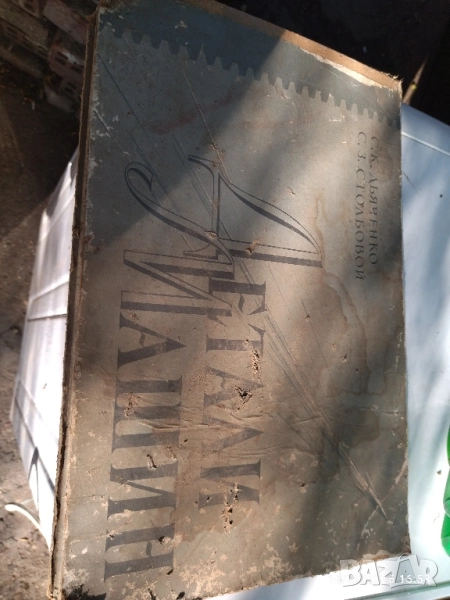 С.К. ДЬЯЧЕНКО
С.З. СТОЛБОВОЙ
ДЕТАЛИ
МАШИН
BAZAR